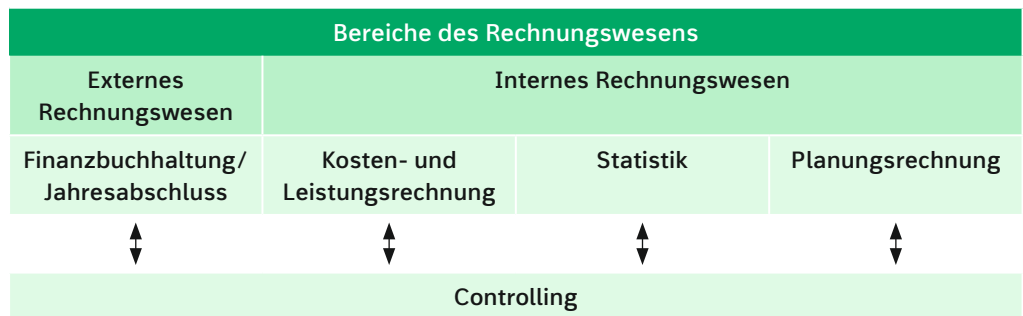 Bereiche des Rechnungswesens
Externes
Rechnungswesen
Internes Rechnungswesen
Finanzbuchhaltung/
Jahresabschluss
Kosten- und
Leistungsrechnung
Statistik
Planungsrechnung
Controlling